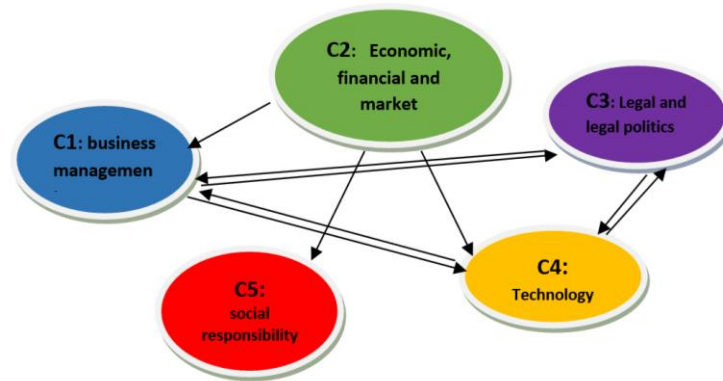 C2: Economic,
financial and
market
C3: Legal and
legal politics
C1: business
managemen
.
C4:
Technology
C5:
social
responsibility